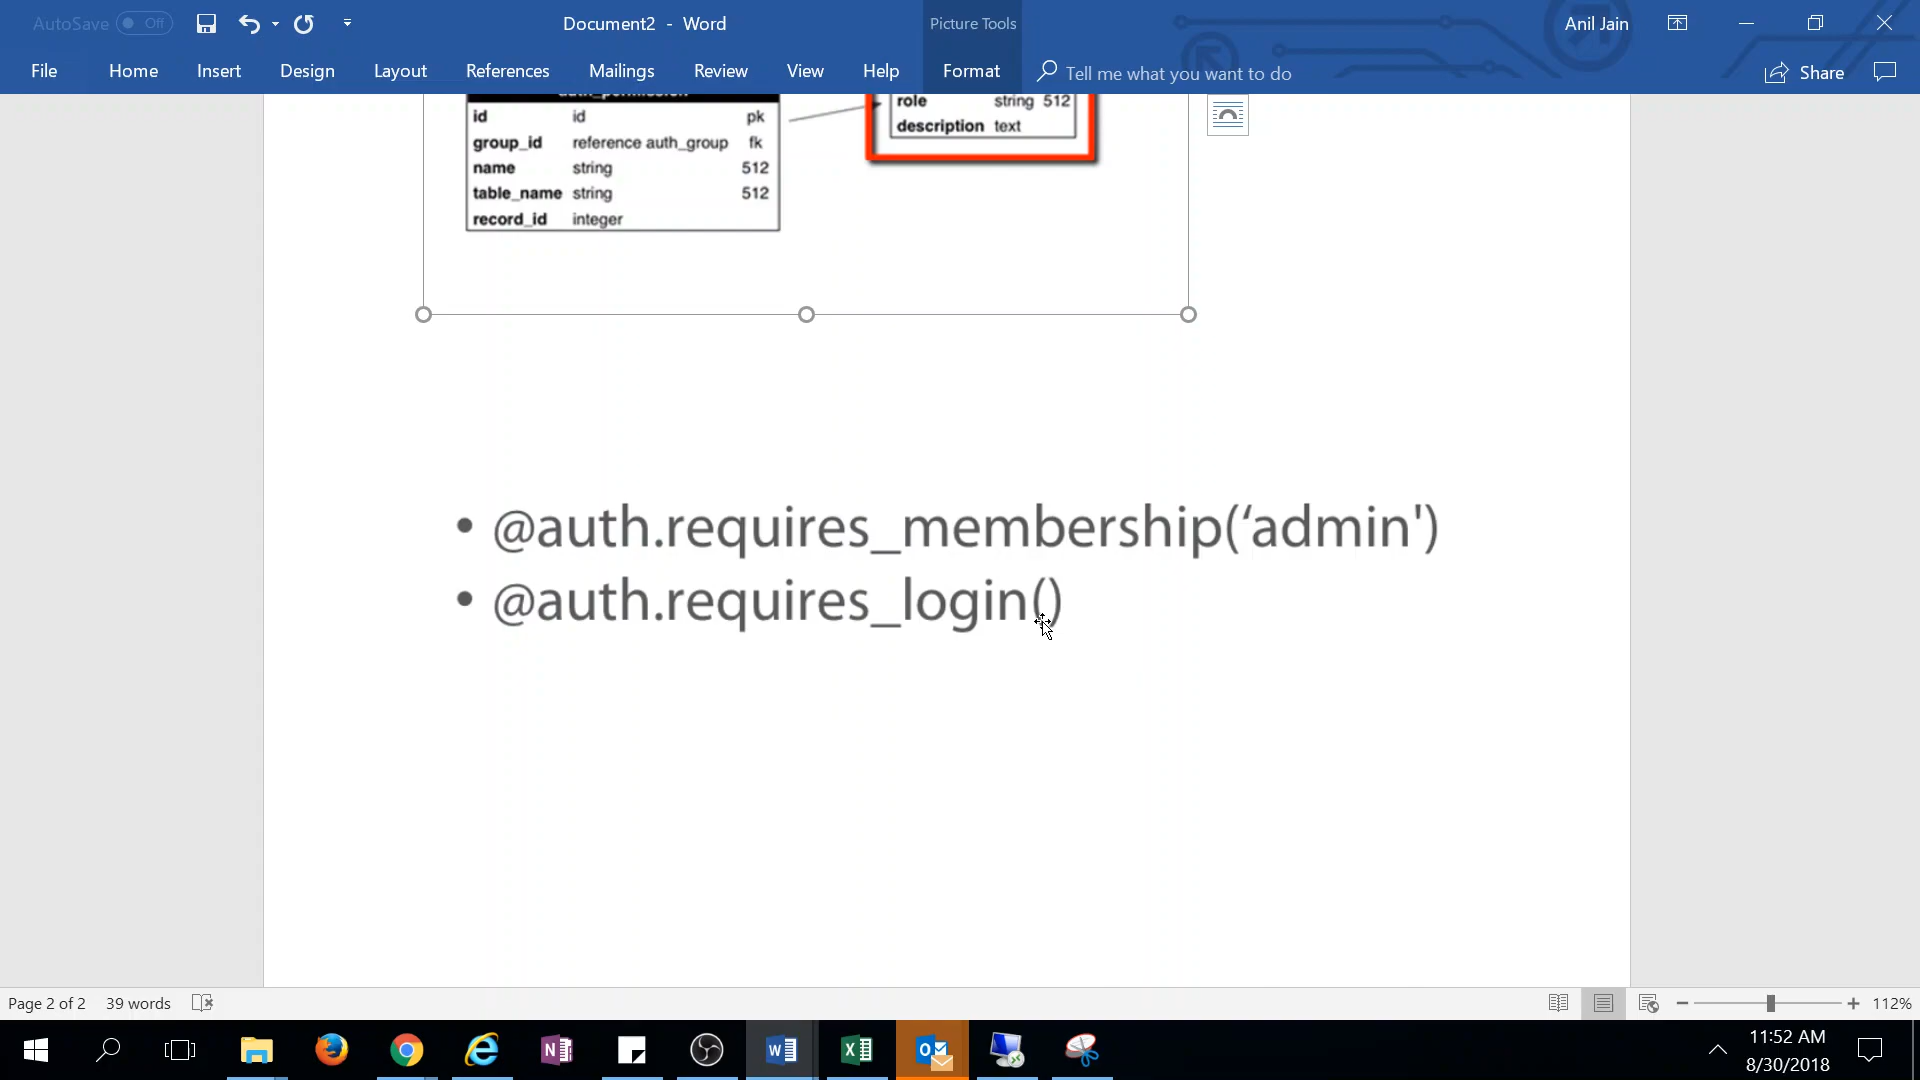 AutoSave Off
Document2 - Word
Picture Tools
Anil Jain
File Home Insert Design Layout References Mailings Review View Help Format Tell me what you want to do Share
id id pk
group_id reference auth_group fk
name string 512
table_name string 512
record_id integer
role string 512
description text
• @auth.requires_membership(‘admin')
• @auth.requires_login()
Page 2 of 2 39 words 112%
11:52 AM
8/30/2018